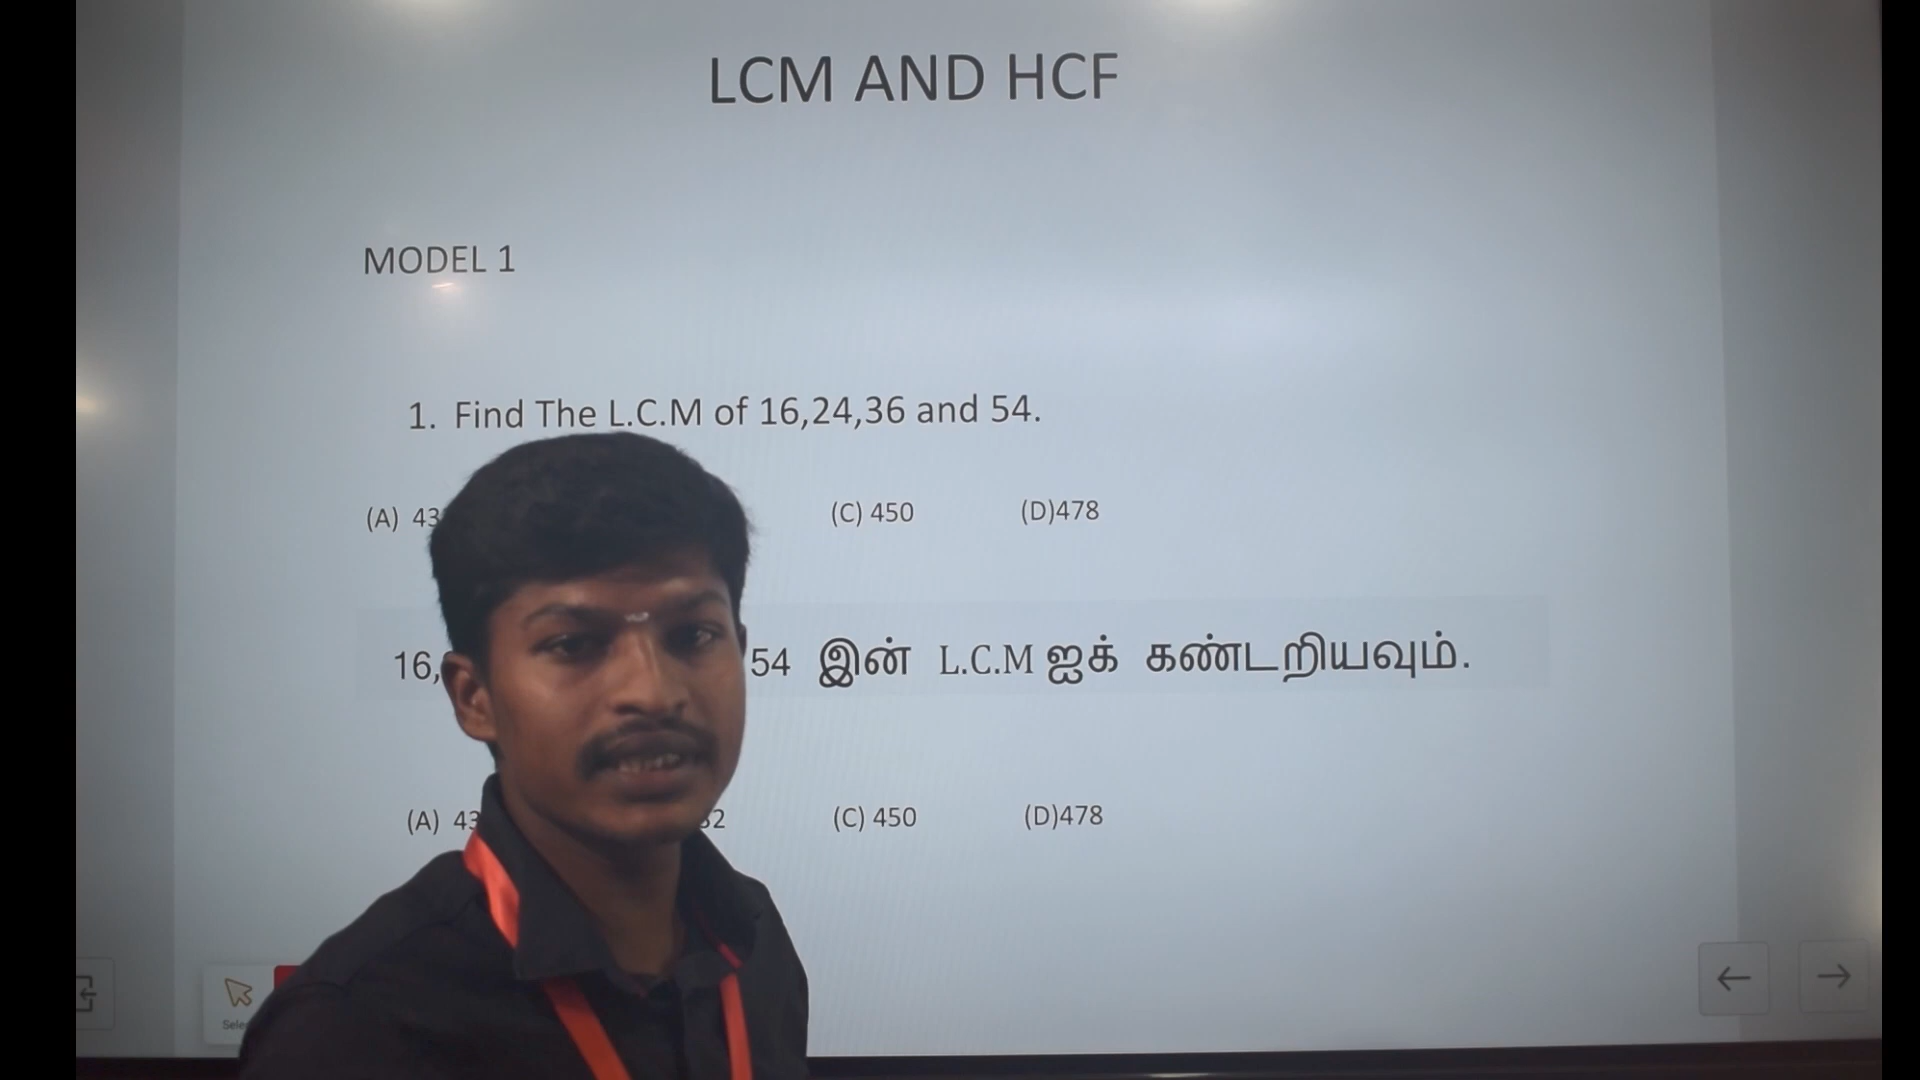 LCM AND HCF
MODEL 1
1. Find The L.C.M of 16,24,36 and 54.
(A) (C) 450 (D)478
16, 54 இன் L.C.M ஐக் கண்டறியவும்.
(A) (C) 450 (D)478